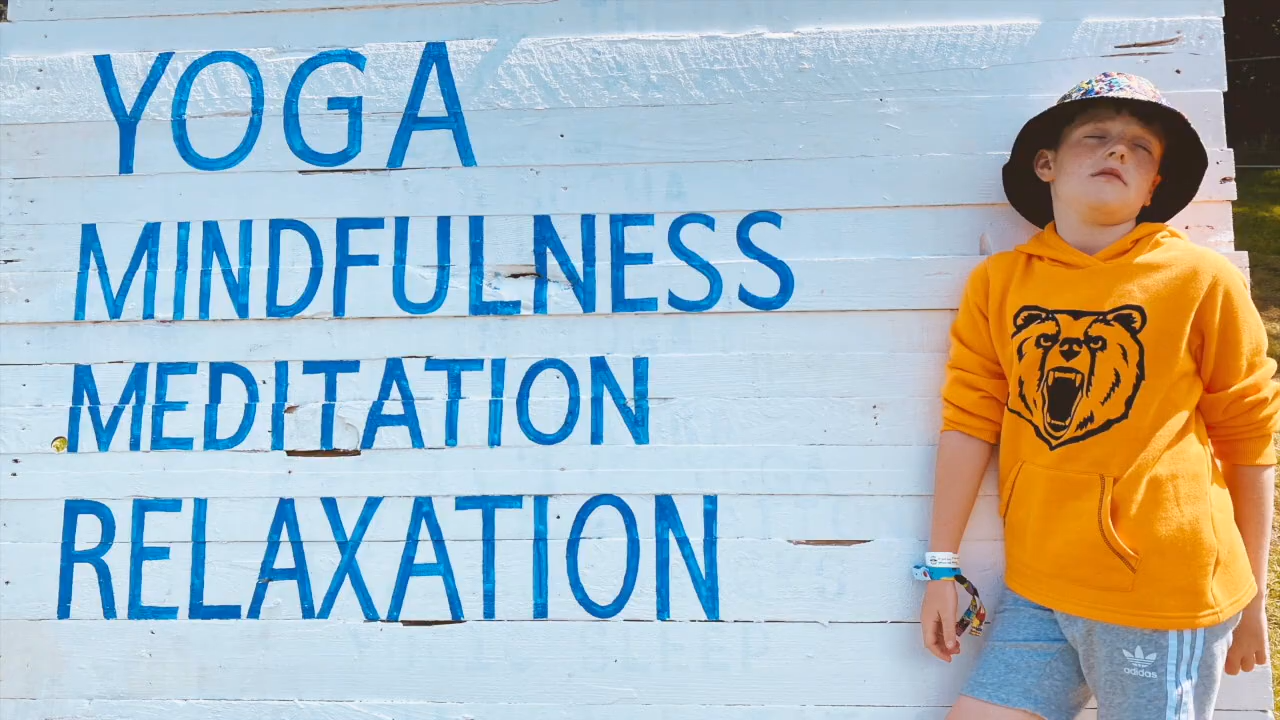 YOGA
MINDFULNESS
MEDITATION
RELAXATION
adidas